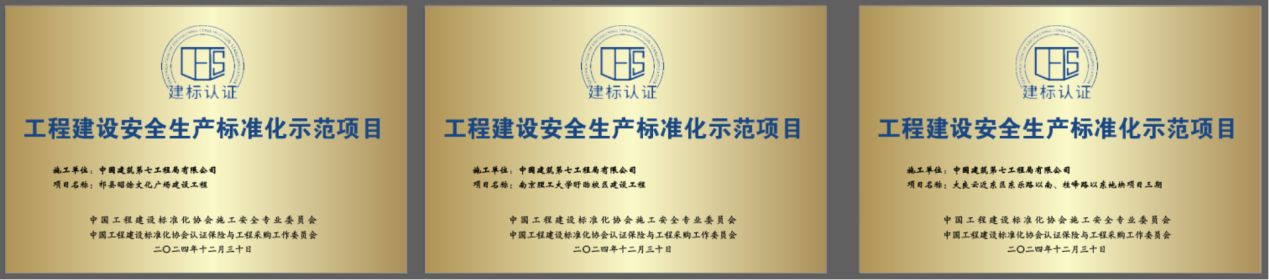 CECS
建标认证
工程建设安全生产标准化示范项目
施工单位：中国建筑第七工程局有限公司
项目名称：祁县昭馀文化广场建设工程
中国工程建设标准化协会施工安全专业委员会
中国工程建设标准化协会认证保险与工程采购工作委员会
二〇二四年十二月三十日
CECS
建标认证
工程建设安全生产标准化示范项目
施工单位：中国建筑第七工程局有限公司
项目名称：南京理工大学盱眙校区建设工程
中国工程建设标准化协会施工安全专业委员会
中国工程建设标准化协会认证保险与工程采购工作委员会
二〇二四年十二月三十日
CECS
建标认证
工程建设安全生产标准化示范项目
施工单位：中国建筑第七工程局有限公司
项目名称：大良云近东区东乐路以南、桂峰路以东地块项目三期
中国工程建设标准化协会施工安全专业委员会
中国工程建设标准化协会认证保险与工程采购工作委员会
二〇二四年十二月三十日